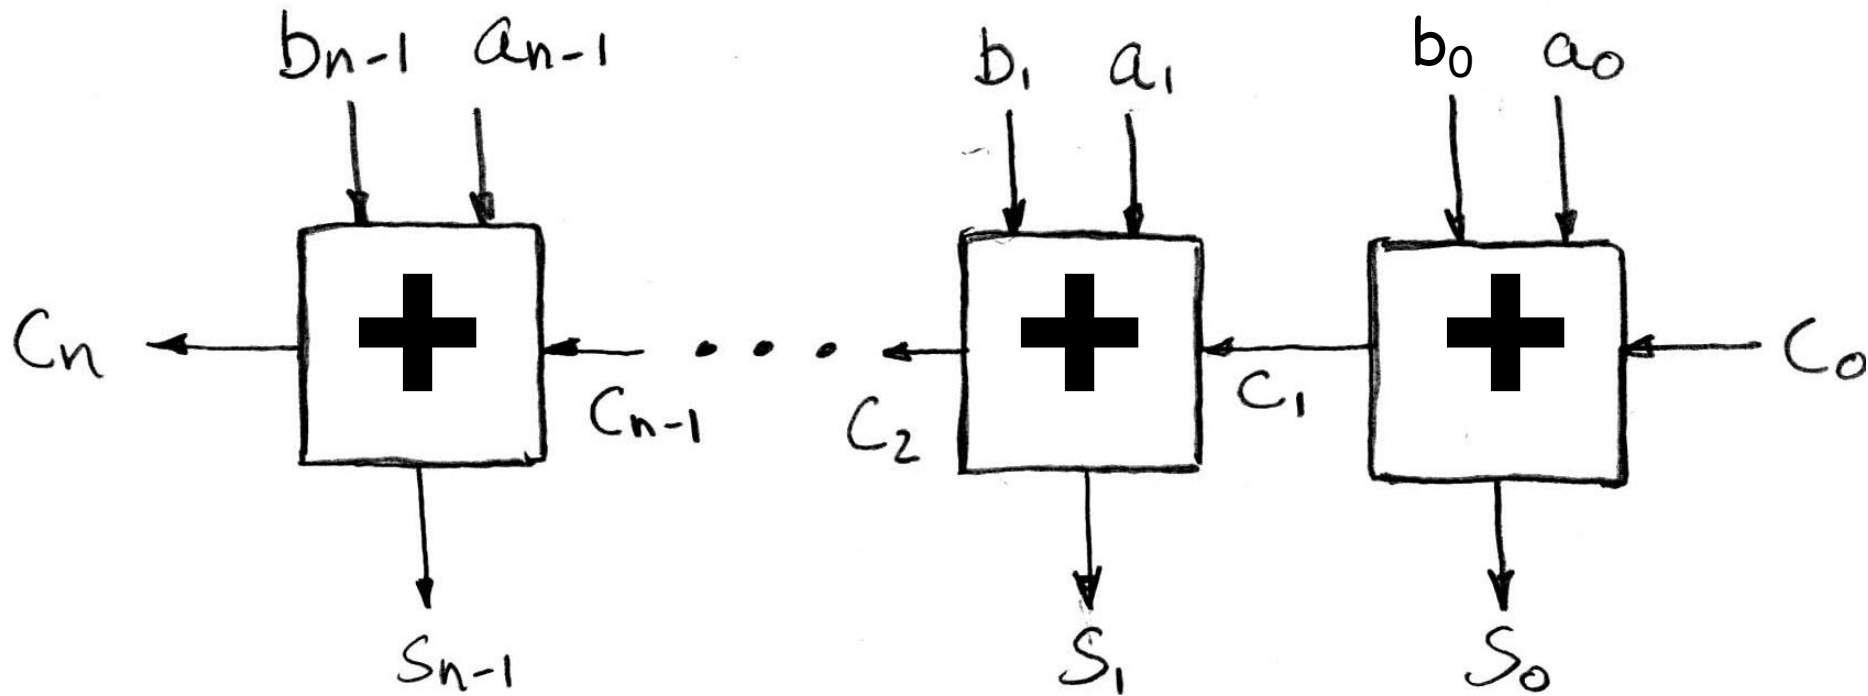 bn-1 an-1 b1 a1 b0 a0
+ + +
Cn Cn-1 ... C2 C1 C0
Sn-1 S1 S0